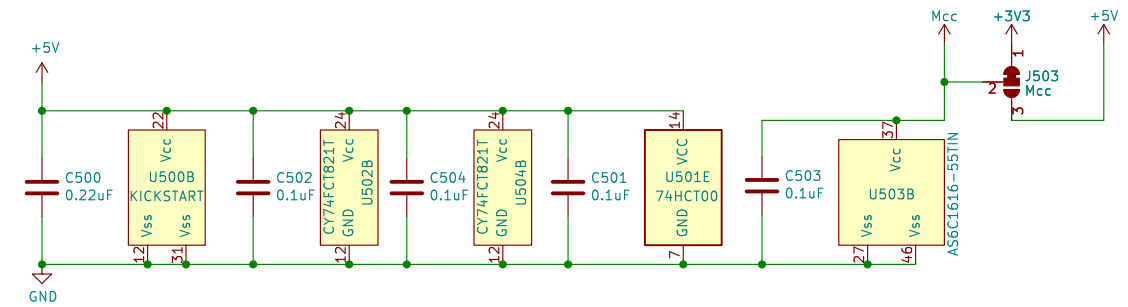 Mcc
+3V3
+5V
+5V
1
J503
2
Mcc
3
22
24
24
14
37
Vcc
Vcc
Vcc
VCC
Vcc
C500
0.22uF
U500B
KICKSTART
C502
0.1uF
CY74FCT821T
U502B
C504
0.1uF
CY74FCT821T
U504B
C501
0.1uF
U501E
74HCT00
C503
0.1uF
U503B
AS6C1616-55TIN
Vss
Vss
GND
GND
GND
Vss
Vss
12
31
12
12
7
27
46
GND